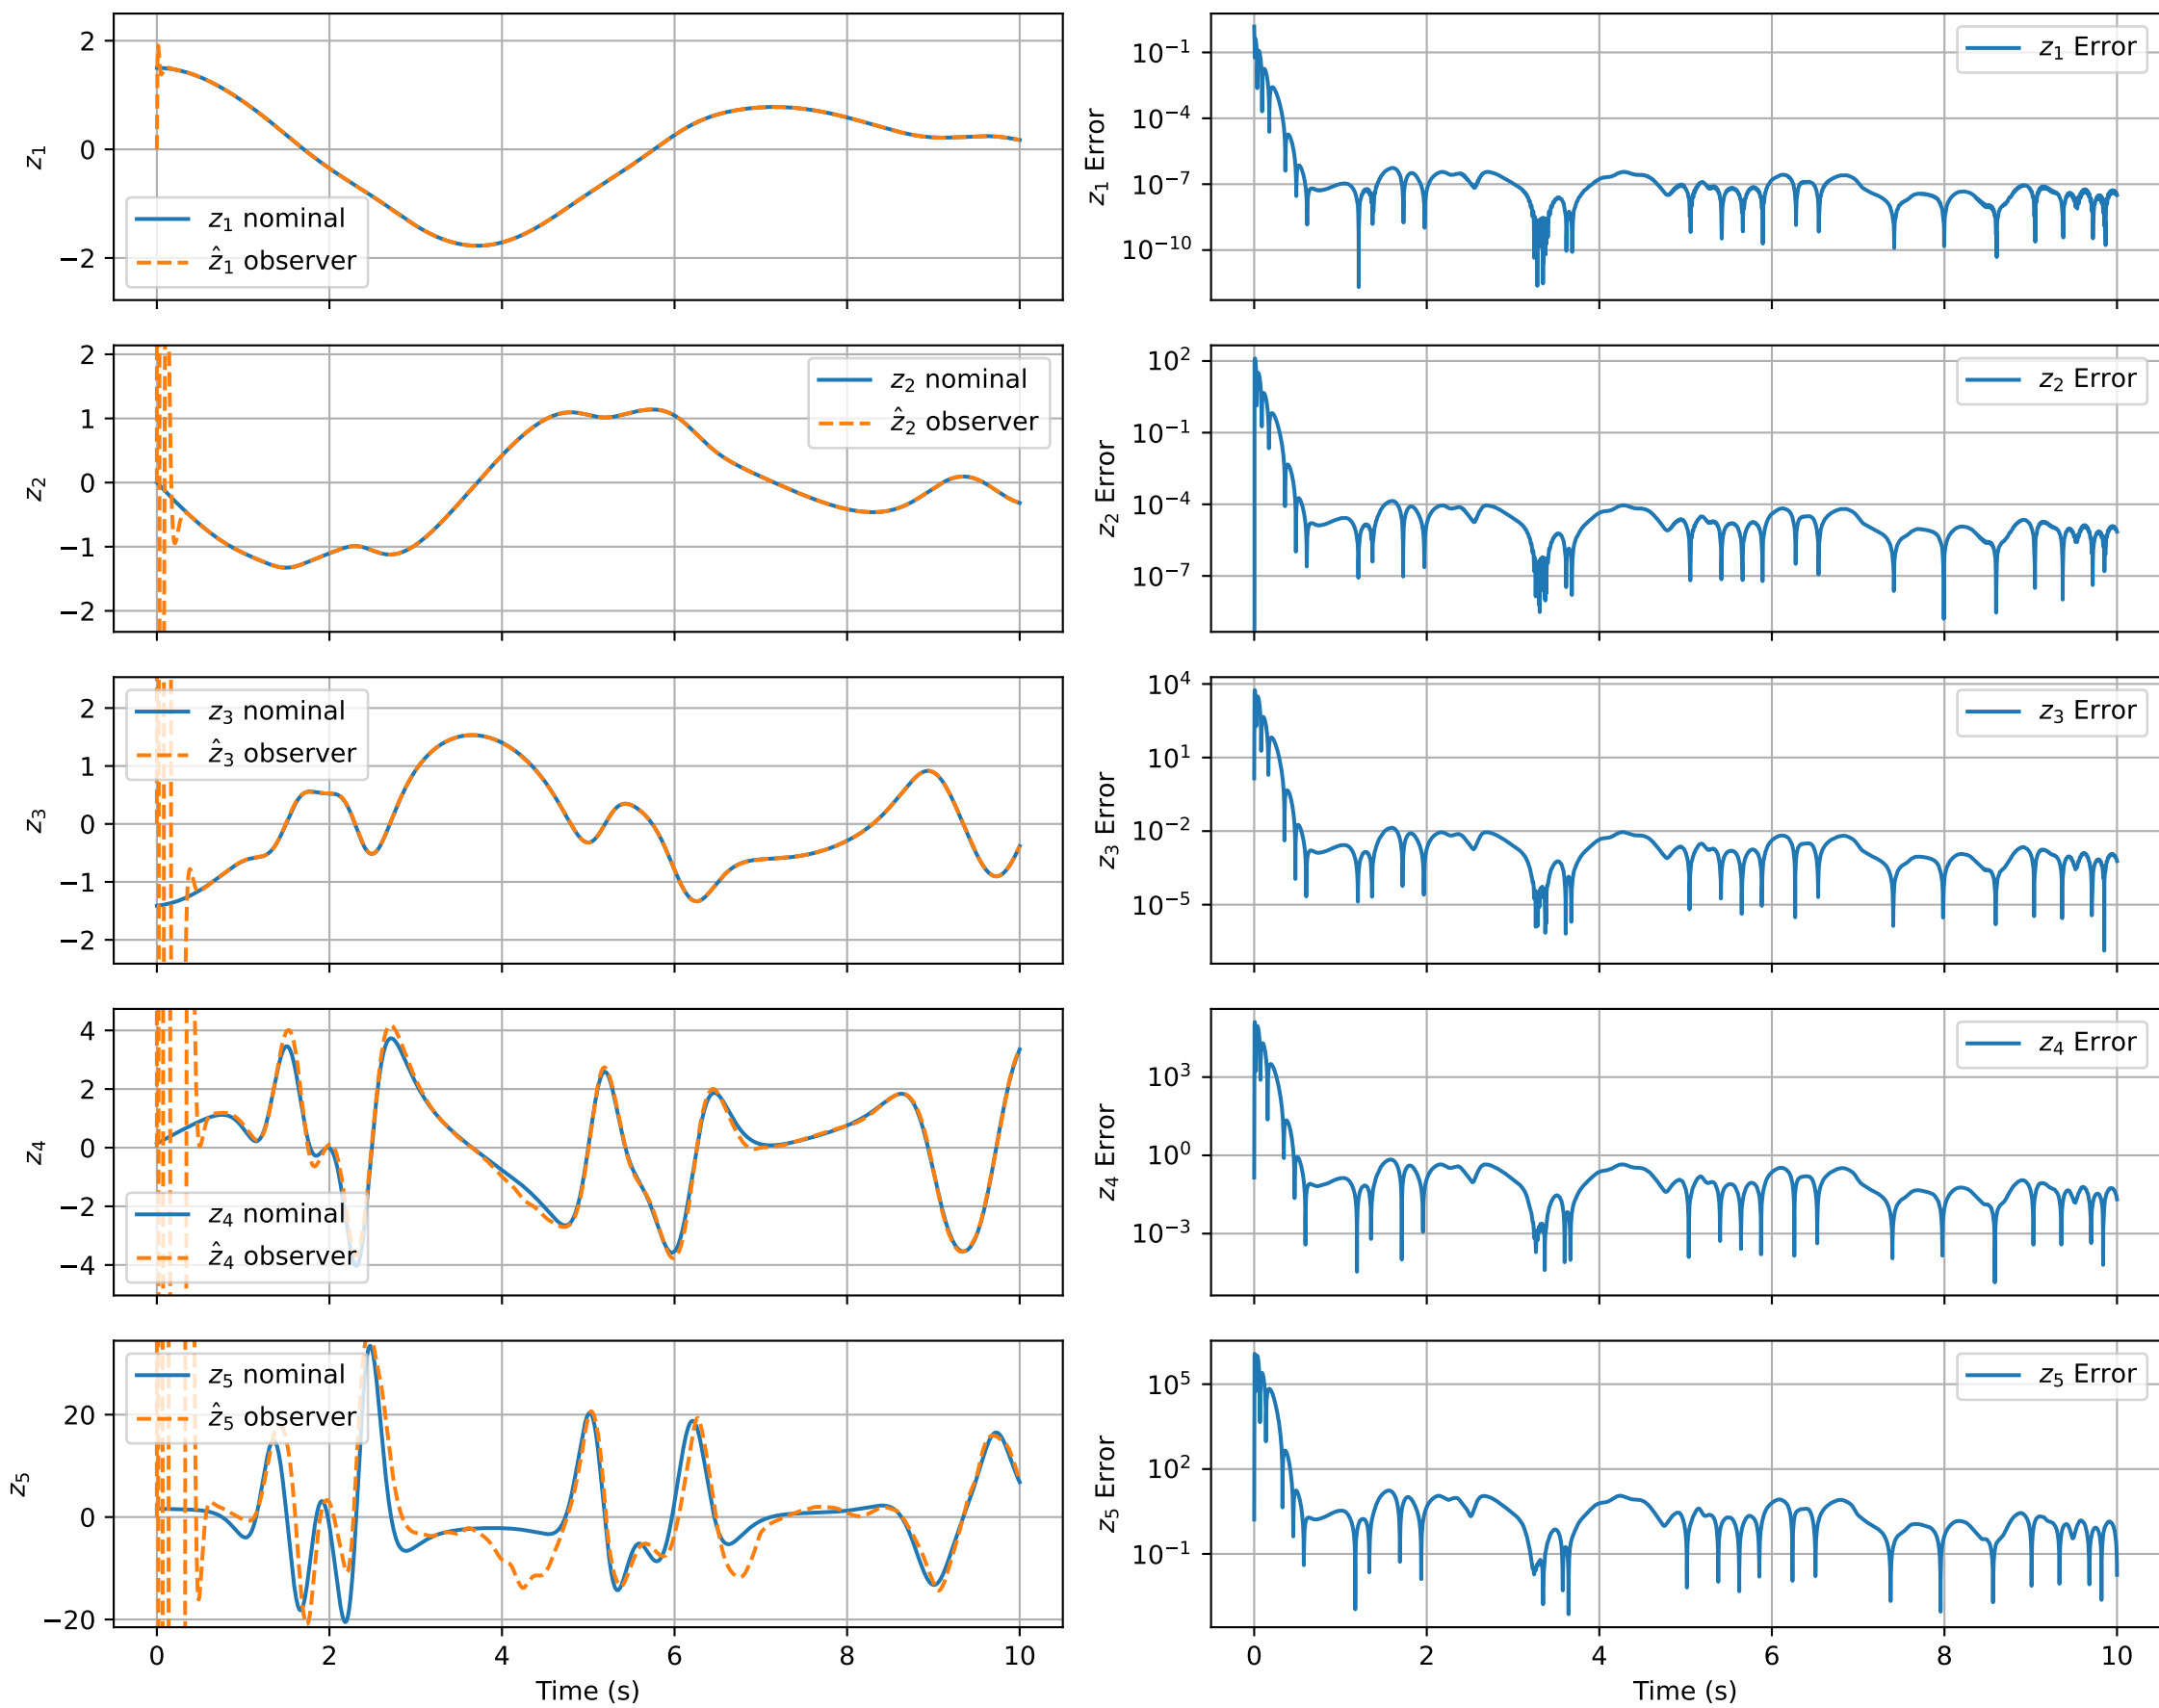 2
0
−2
z₁
z₁ nominal
ẑ₁ observer
10⁻¹
10⁻⁴
10⁻⁷
10⁻¹⁰
z₁ Error
z₁ Error
2
1
0
−1
−2
z₂
z₂ nominal
ẑ₂ observer
10²
10⁻¹
10⁻⁴
10⁻⁷
z₂ Error
z₂ Error
2
1
0
−1
−2
z₃
z₃ nominal
ẑ₃ observer
10⁴
10¹
10⁻²
10⁻⁵
z₃ Error
z₃ Error
4
2
0
−2
−4
z₄
z₄ nominal
ẑ₄ observer
10³
10⁰
10⁻³
z₄ Error
z₄ Error
20
0
−20
z₅
z₅ nominal
ẑ₅ observer
0 2 4 6 8 10
Time (s)
10⁵
10²
10⁻¹
z₅ Error
z₅ Error
0 2 4 6 8 10
Time (s)